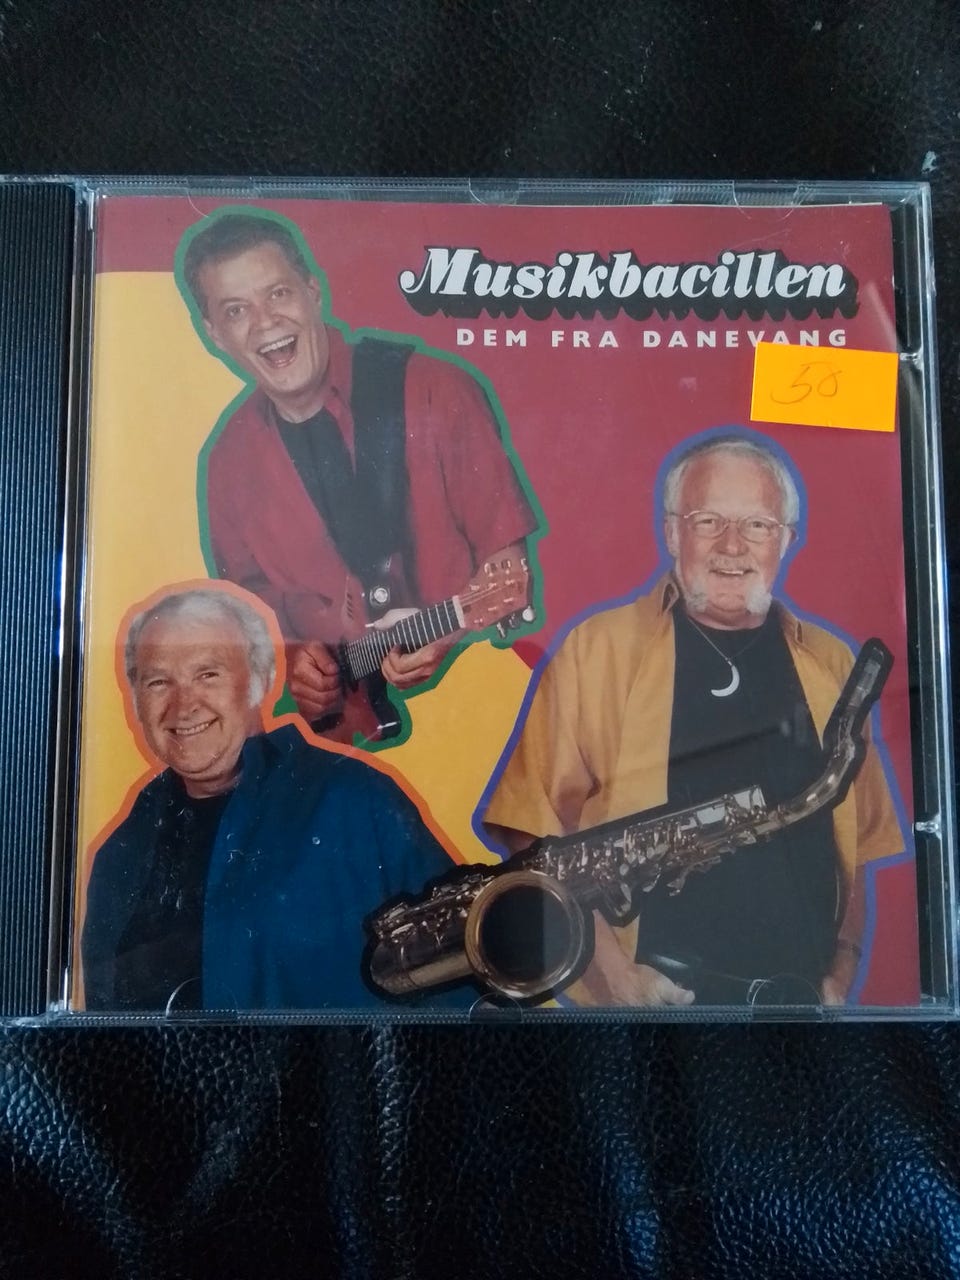 Musikbacillen
DEM FRA DANEVANG
50